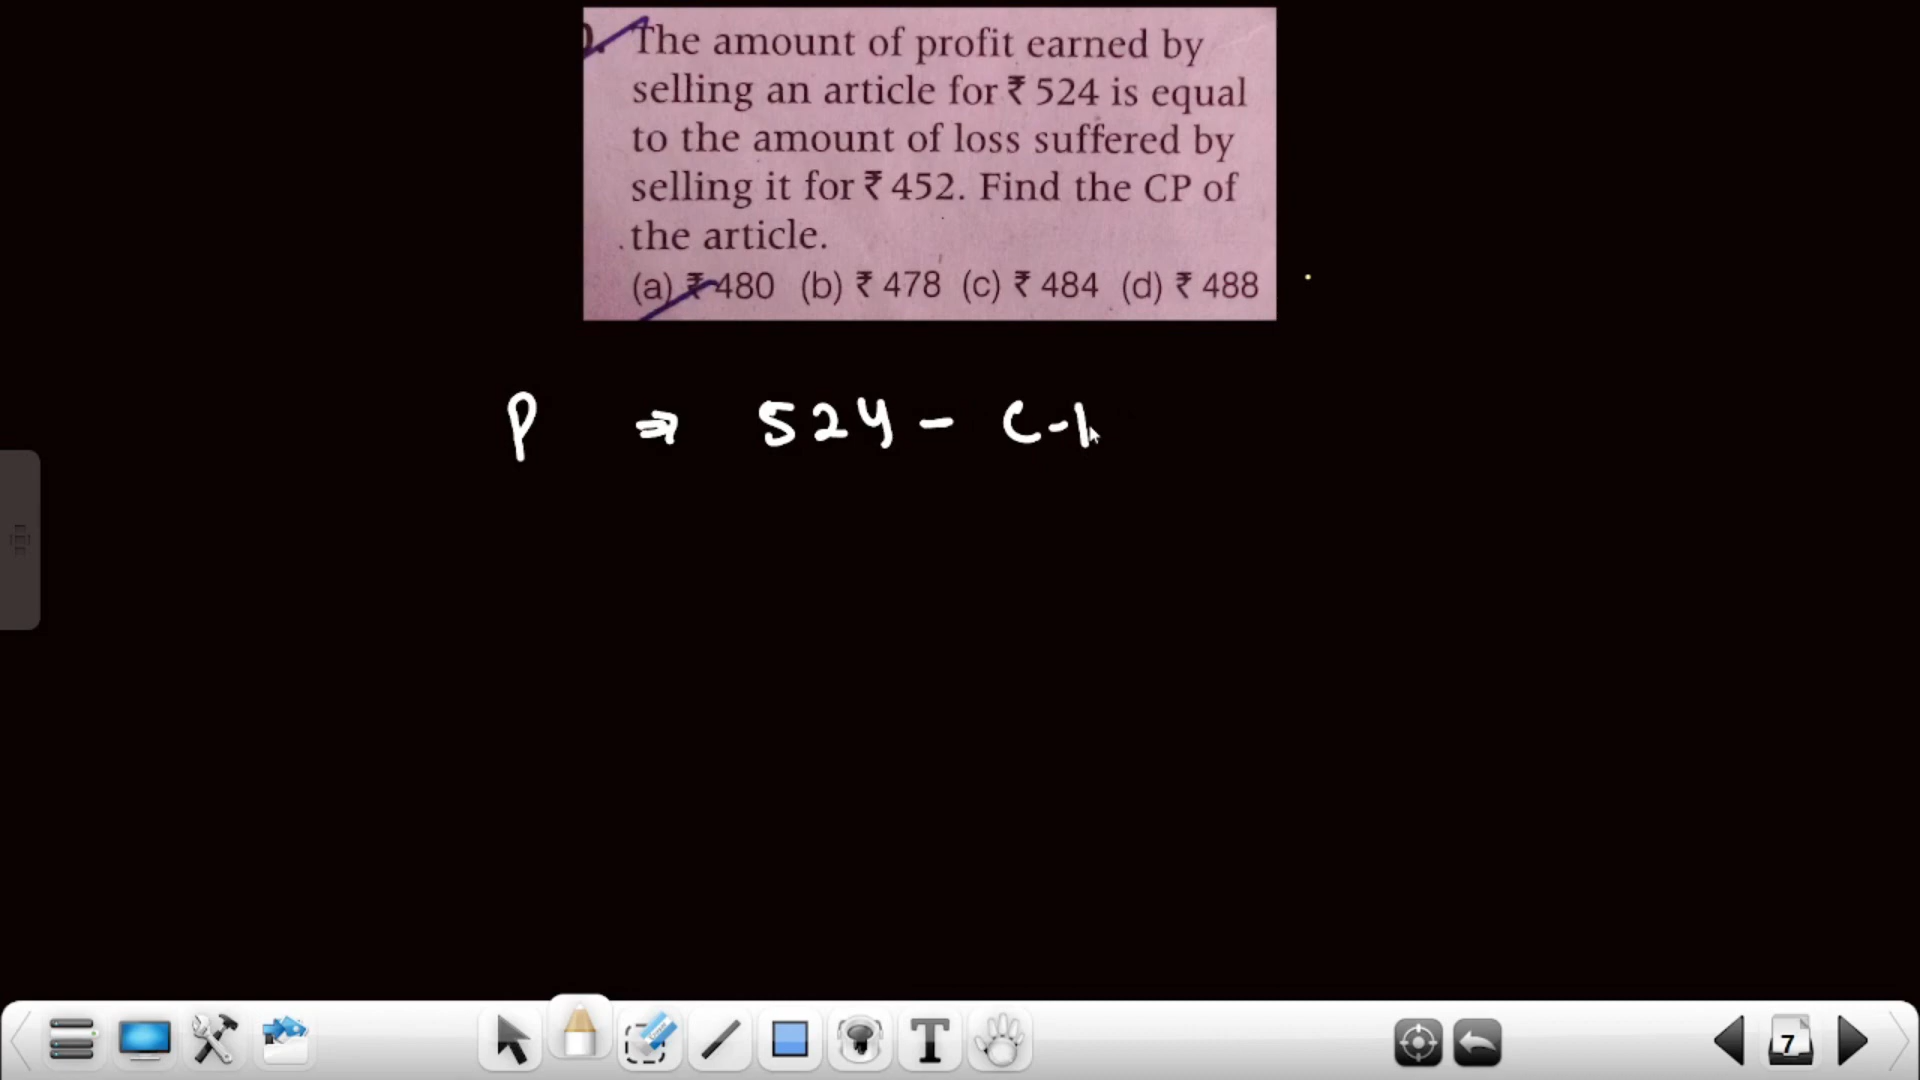 . The amount of profit earned by
selling an article for ₹ 524 is equal
to the amount of loss suffered by
selling it for ₹ 452. Find the CP of
the article.
(a) ₹ 480 (b) ₹ 478 (c) ₹ 484 (d) ₹ 488
P ⇒ 524 - C-
T
7